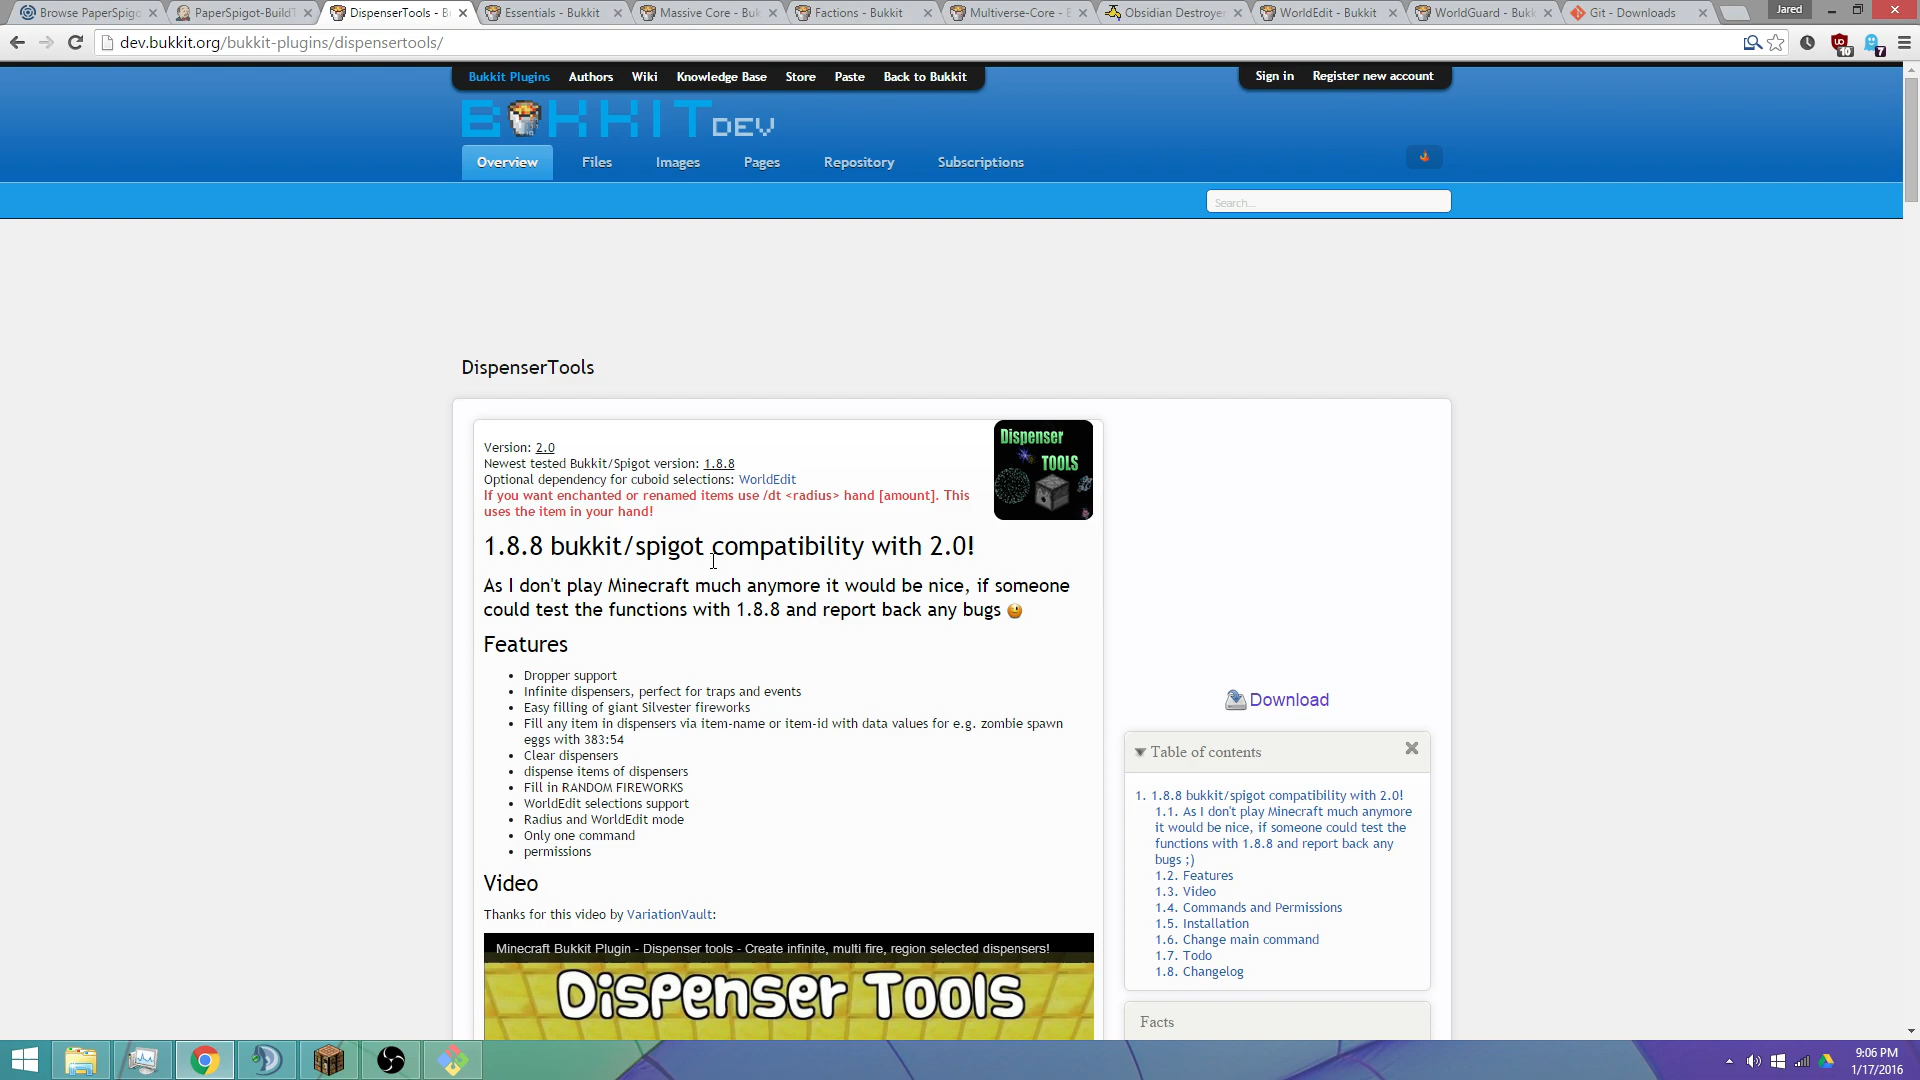 Browse PaperSpigo
PaperSpigot-BuildT
DispenserTools - B
Essentials - Bukkit
Massive Core - Buk
Factions - Bukkit
Multiverse-Core - B
Obsidian Destroyer
WorldEdit - Bukkit
WorldGuard - Bukk
Git - Downloads
Jared
dev.bukkit.org/bukkit-plugins/dispensertools/
10
7
Bukkit Plugins
Authors
Wiki
Knowledge Base
Store
Paste
Back to Bukkit
Sign in
Register new account
BUKKIT DEV
Overview
Files
Images
Pages
Repository
Subscriptions
Search...
DispenserTools
Version: 2.0
Newest tested Bukkit/Spigot version: 1.8.8
Optional dependency for cuboid selections: WorldEdit
If you want enchanted or renamed items use /dt <radius> hand [amount]. This
uses the item in your hand!
Dispenser
TOOLS
1.8.8 bukkit/spigot compatibility with 2.0!
As I don't play Minecraft much anymore it would be nice, if someone
could test the functions with 1.8.8 and report back any bugs
Features
• Dropper support
• Infinite dispensers, perfect for traps and events
• Easy filling of giant Silvester fireworks
• Fill any item in dispensers via item-name or item-id with data values for e.g. zombie spawn
eggs with 383:54
• Clear dispensers
• dispense items of dispensers
• Fill in RANDOM FIREWORKS
• WorldEdit selections support
• Radius and WorldEdit mode
• Only one command
• permissions
Video
Thanks for this video by VariationVault:
Minecraft Bukkit Plugin - Dispenser tools - Create infinite, multi fire, region selected dispensers!
Dispenser Tools
Download
Table of contents
1. 1.8.8 bukkit/spigot compatibility with 2.0!
1.1. As I don't play Minecraft much anymore
it would be nice, if someone could test the
functions with 1.8.8 and report back any
bugs ;)
1.2. Features
1.3. Video
1.4. Commands and Permissions
1.5. Installation
1.6. Change main command
1.7. Todo
1.8. Changelog
Facts
9:06 PM
1/17/2016